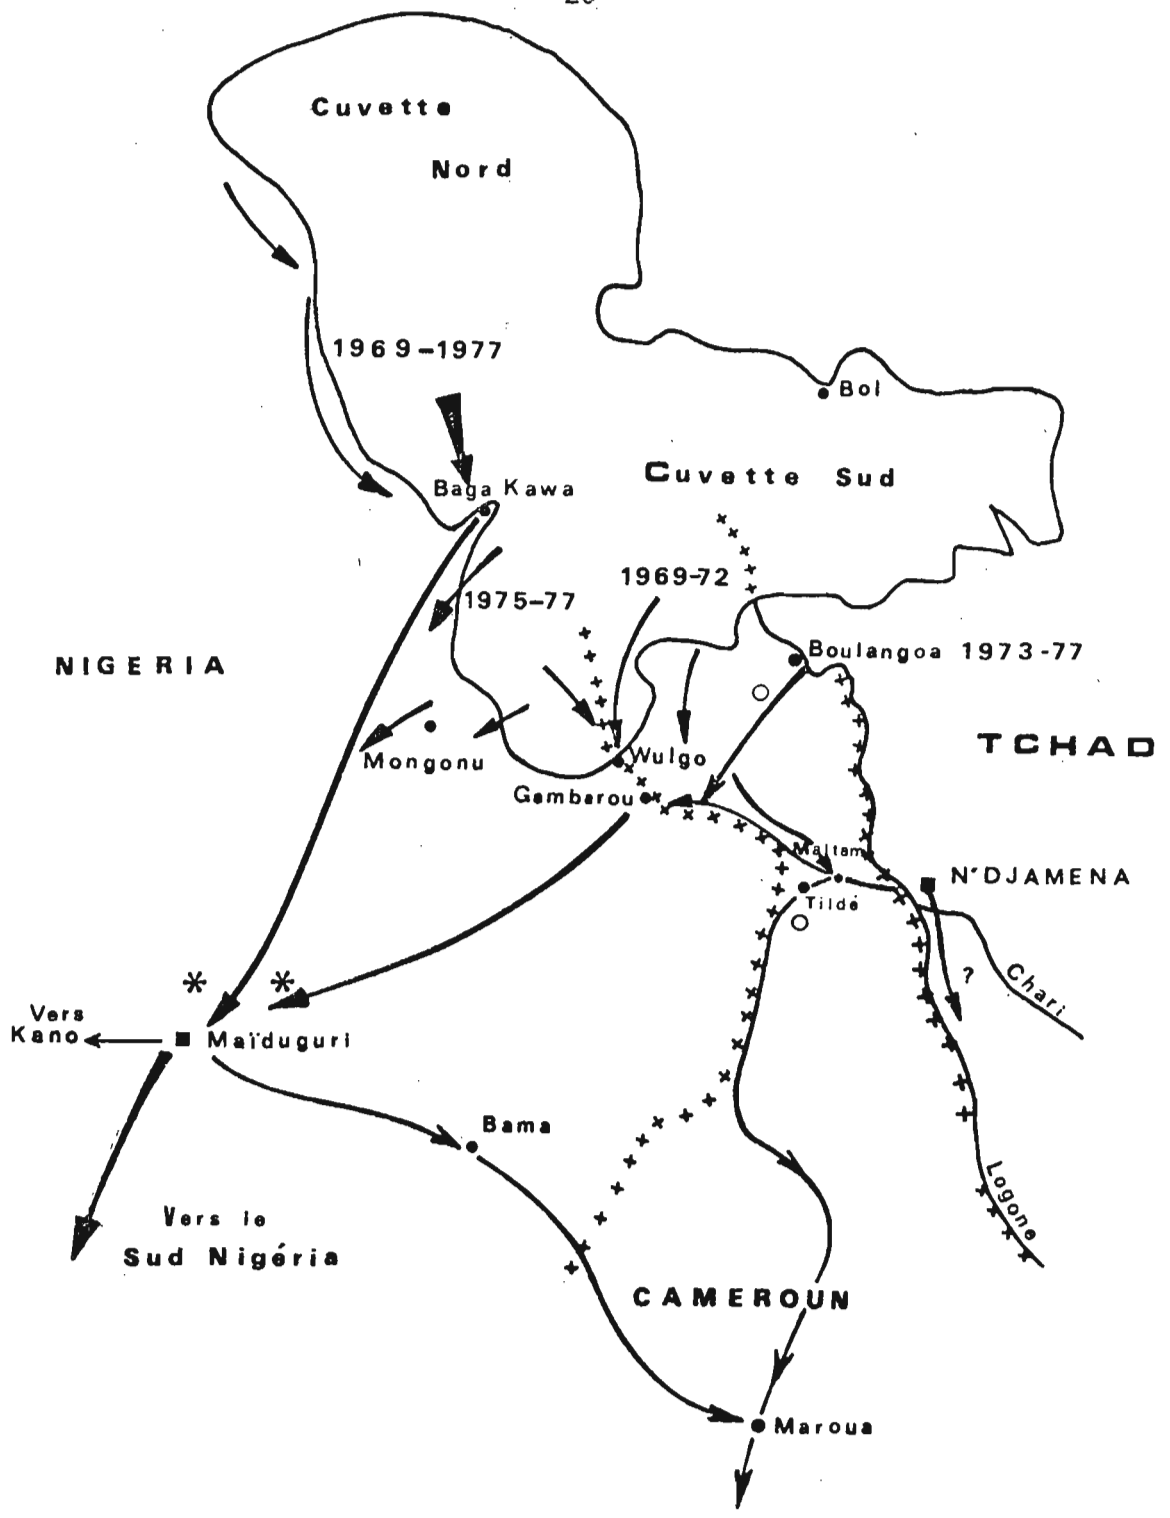 Cuvette
Nord
1969-1977
Bol
Cuvette Sud
Baga Kawa
1969-72
1975-77
NIGERIA
Boulangoa 1973-77
TCHAD
Mongonu
Wulgo
Gambarou
Maltam
N'DJAMENA
Tildé
?
Chari
Vers
Kano
Maïduguri
Bama
Logone
Vers le
Sud Nigéria
CAMEROUN
Maroua